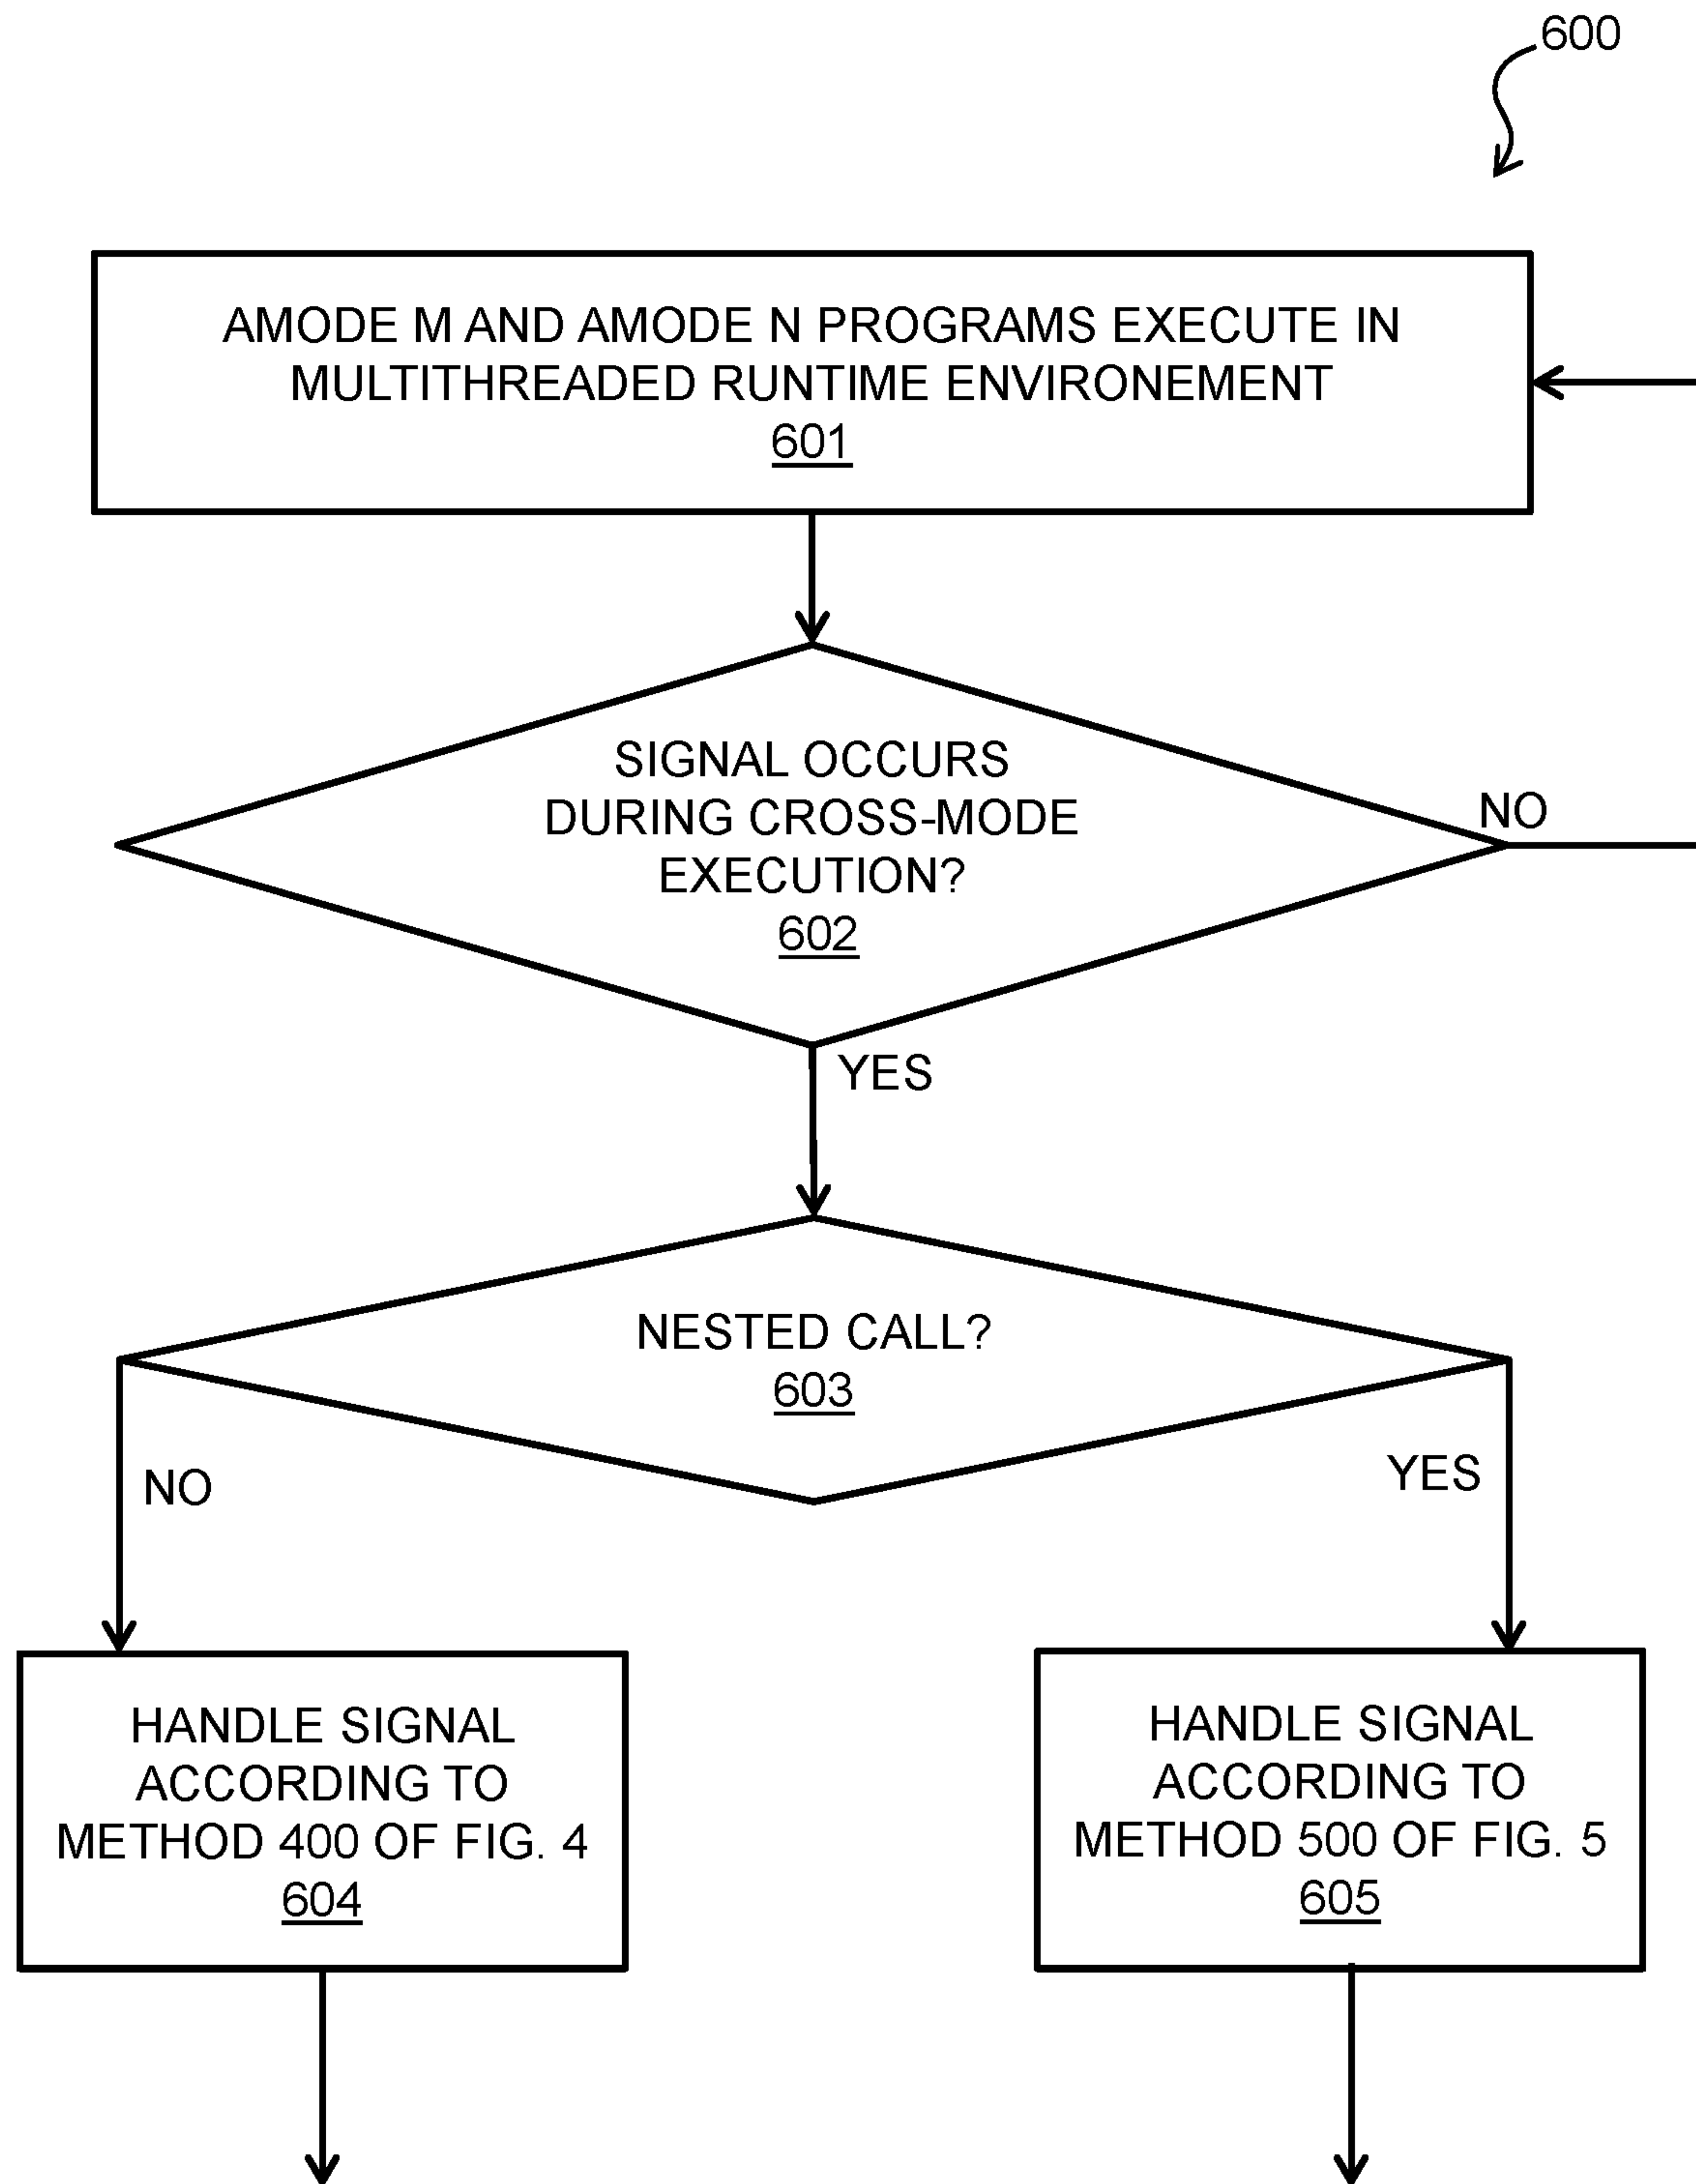 600
AMODE M AND AMODE N PROGRAMS EXECUTE IN
MULTITHREADED RUNTIME ENVIRONEMENT
601
SIGNAL OCCURS
DURING CROSS-MODE
EXECUTION?
602
NO
YES
NESTED CALL?
603
NO
YES
HANDLE SIGNAL
ACCORDING TO
METHOD 400 OF FIG. 4
604
HANDLE SIGNAL
ACCORDING TO
METHOD 500 OF FIG. 5
605